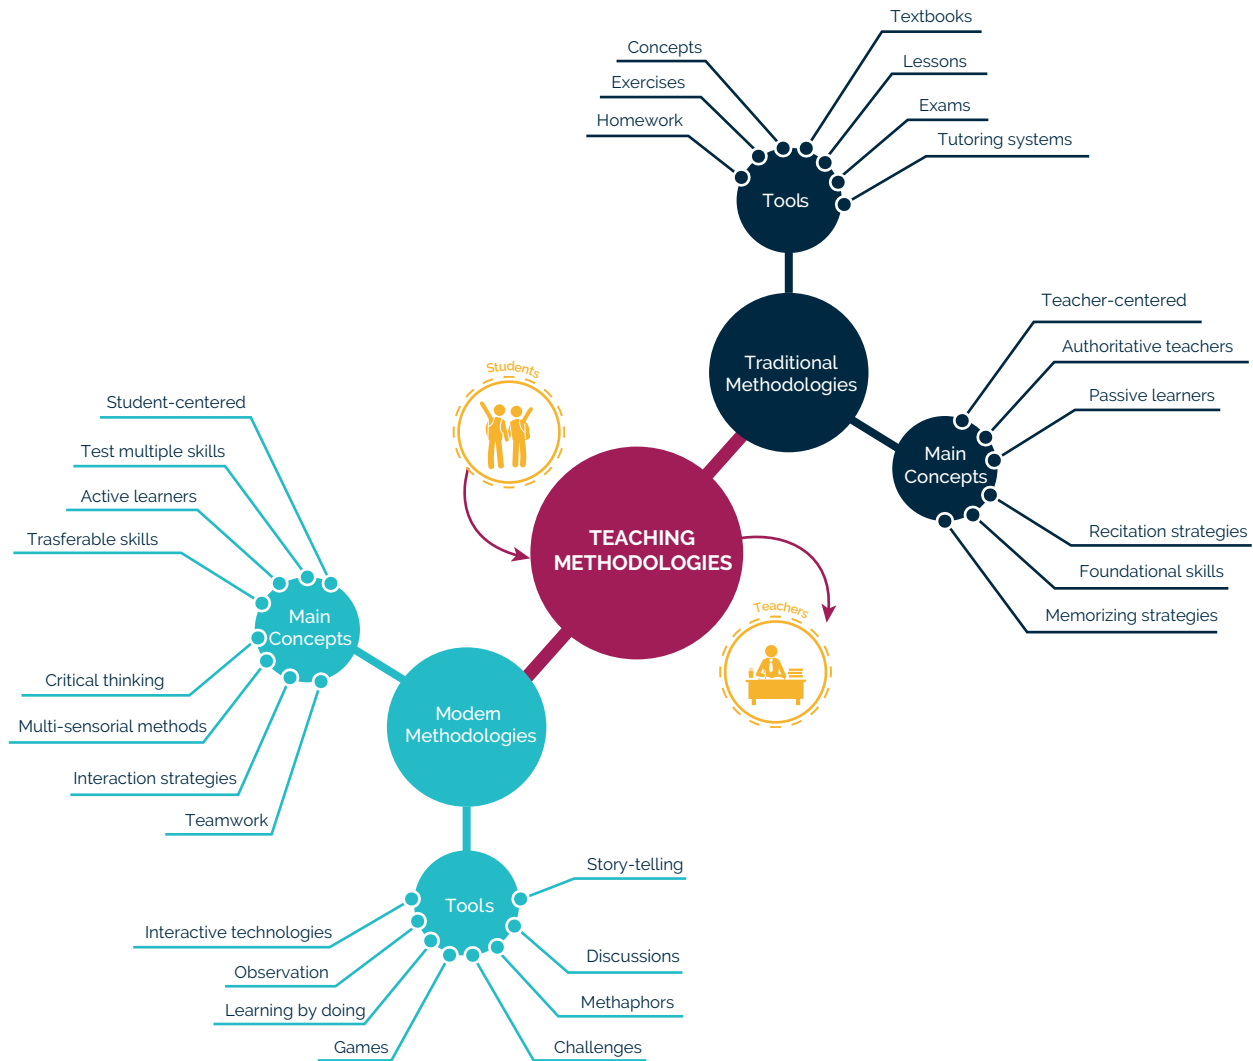 Textbooks
Concepts
Lessons
Exercises
Exams
Homework
Tutoring systems
Tools
Teacher-centered
Authoritative teachers
Passive learners
Traditional
Methodologies
Main
Concepts
Recitation strategies
Foundational skills
Memorizing strategies
Students
TEACHING
METHODOLOGIES
Teachers
Student-centered
Test multiple skills
Active learners
Trasferable skills
Main
Concepts
Critical thinking
Multi-sensorial methods
Interaction strategies
Teamwork
Modern
Methodologies
Tools
Story-telling
Interactive technologies
Discussions
Observation
Methaphors
Learning by doing
Games
Challenges